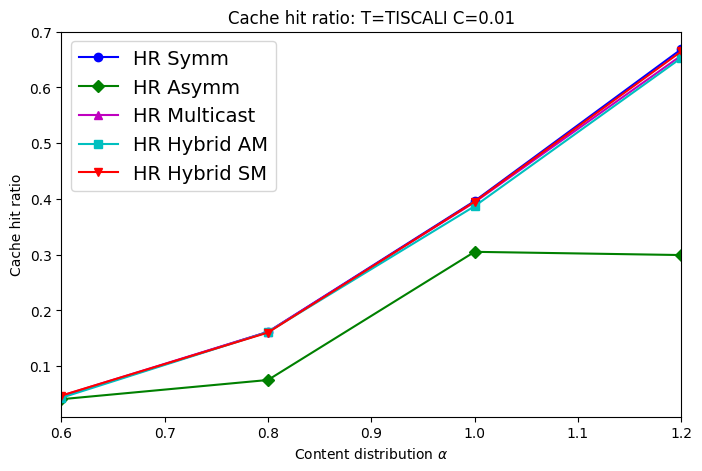 Cache hit ratio: T=TISCALI C=0.01
0.7
0.6
0.5
0.4
0.3
0.2
0.1
Cache hit ratio
HR Symm
HR Asymm
HR Multicast
HR Hybrid AM
HR Hybrid SM
0.6 0.7 0.8 0.9 1.0 1.1 1.2
Content distribution α